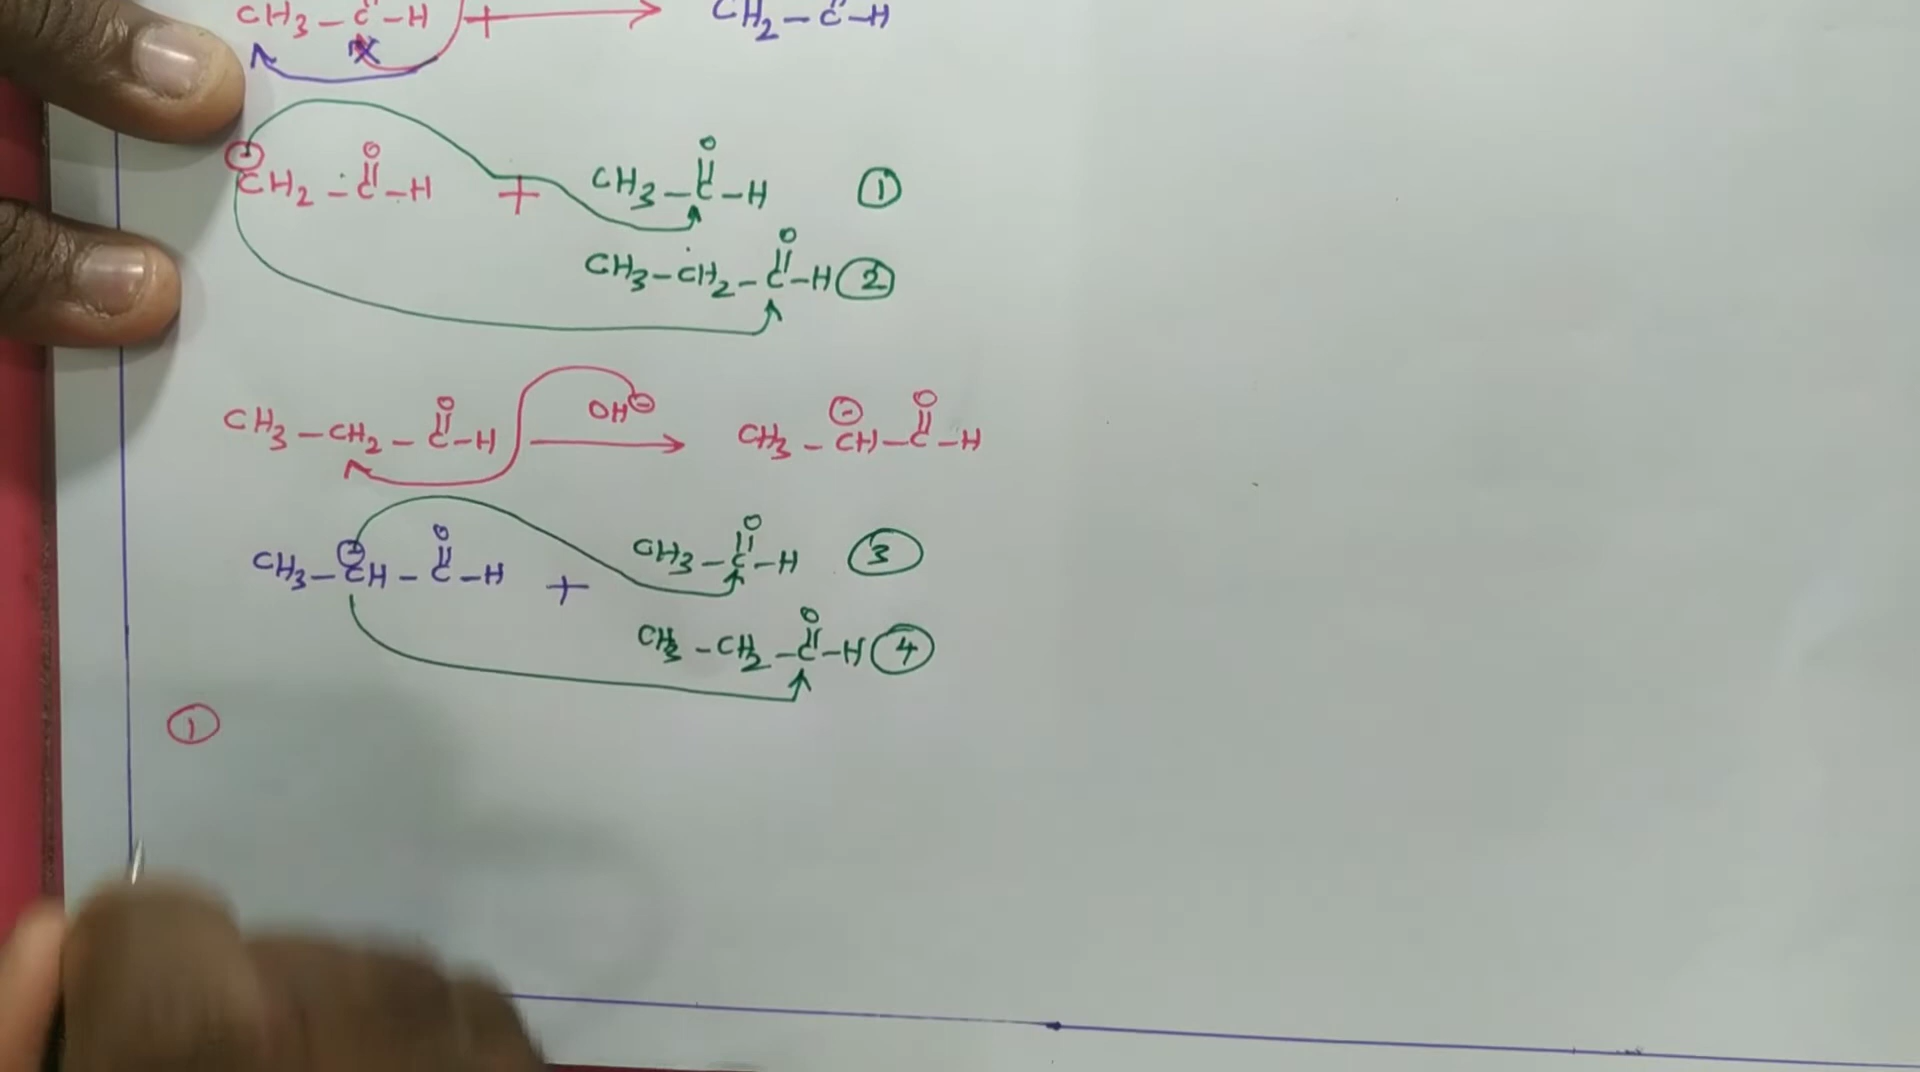 CH3 – C – H + → CH2 – C – H
⊖CH2 – C(=O) – H + CH3 – C(=O) – H ①
CH3 – CH2 – C(=O) – H ②
CH3 – CH2 – C(=O) – H OH⊖ → CH3 – ⊖CH – C(=O) – H
CH3 – ⊖CH – C(=O) – H + CH3 – C(=O) – H ③
CH3 – CH2 – C(=O) – H ④
①